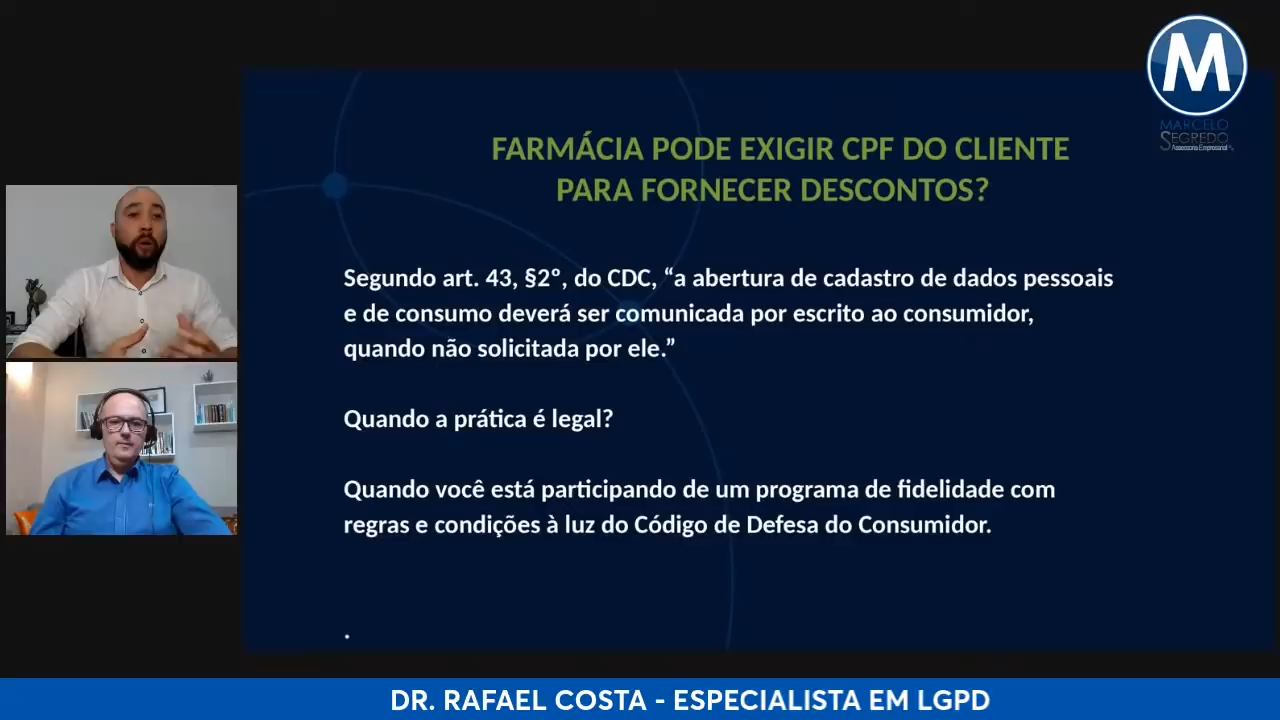 M
MARCELO
SEGREDO
Assessoria Empresarial
FARMÁCIA PODE EXIGIR CPF DO CLIENTE
PARA FORNECER DESCONTOS?
Segundo art. 43, §2º, do CDC, “a abertura de cadastro de dados pessoais
e de consumo deverá ser comunicada por escrito ao consumidor,
quando não solicitada por ele.”
Quando a prática é legal?
Quando você está participando de um programa de fidelidade com
regras e condições à luz do Código de Defesa do Consumidor.
.
DR. RAFAEL COSTA - ESPECIALISTA EM LGPD